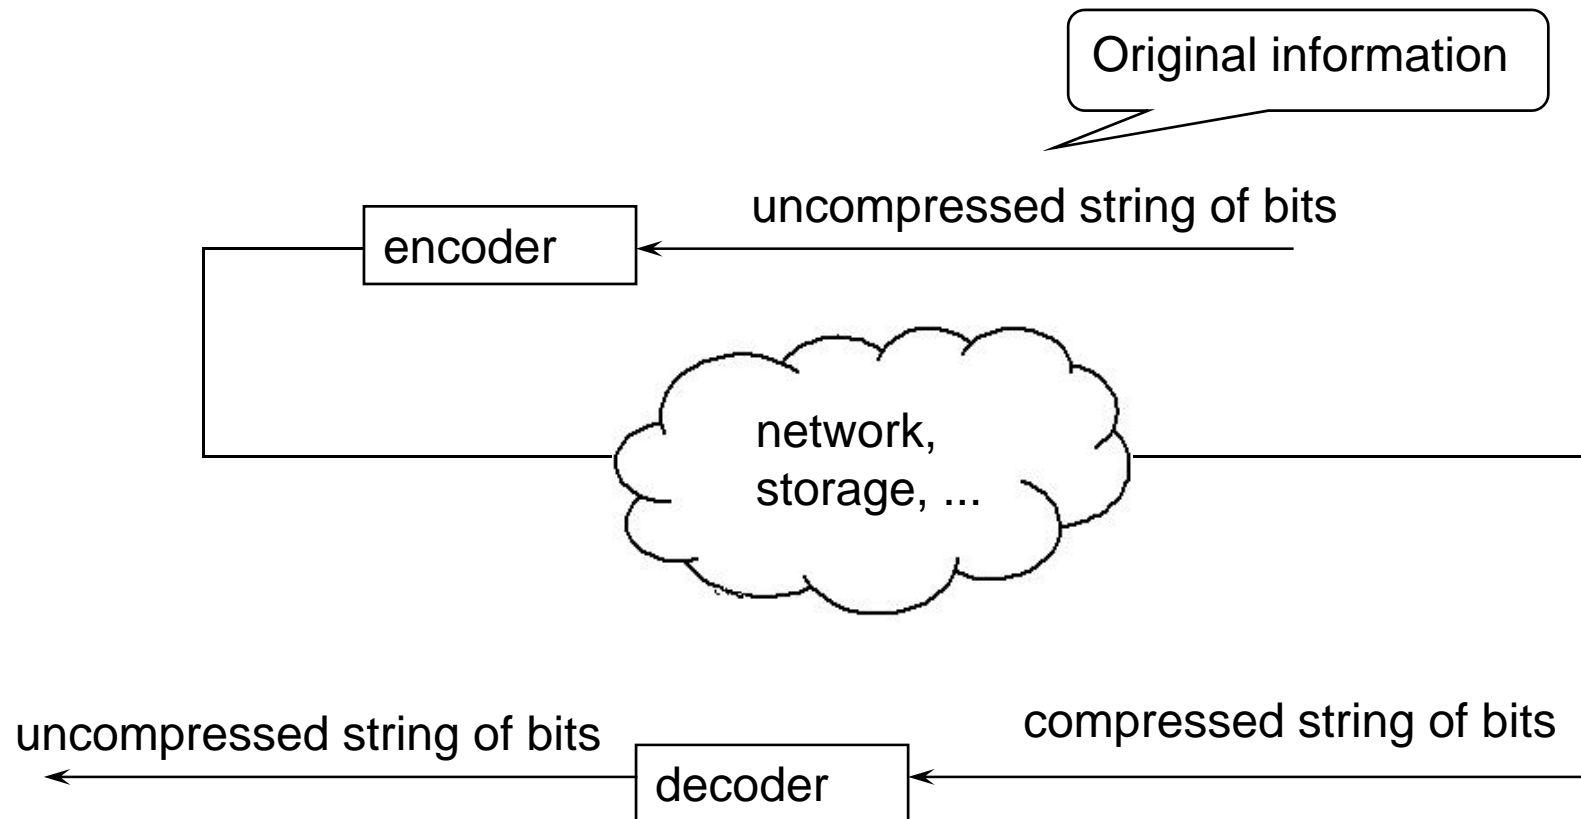 Original information
uncompressed string of bits
encoder
network,
storage, ...
uncompressed string of bits
compressed string of bits
decoder